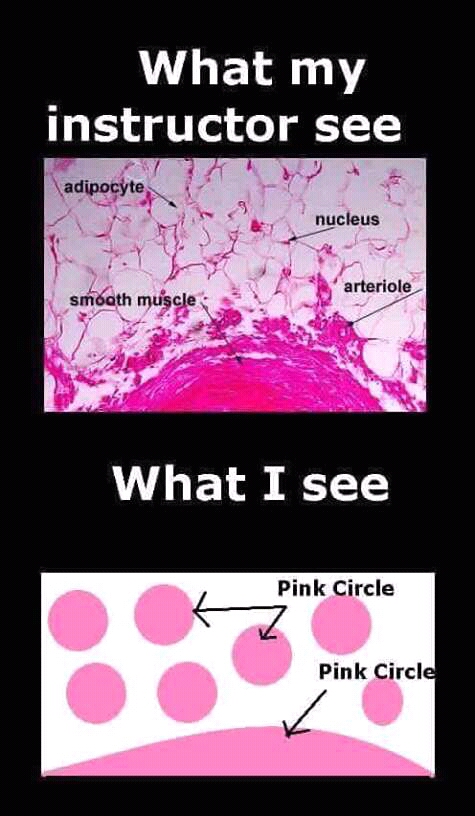 What my
instructor see
adipocyte
nucleus
arteriole
smooth muscle
What I see
Pink Circle
Pink Circle